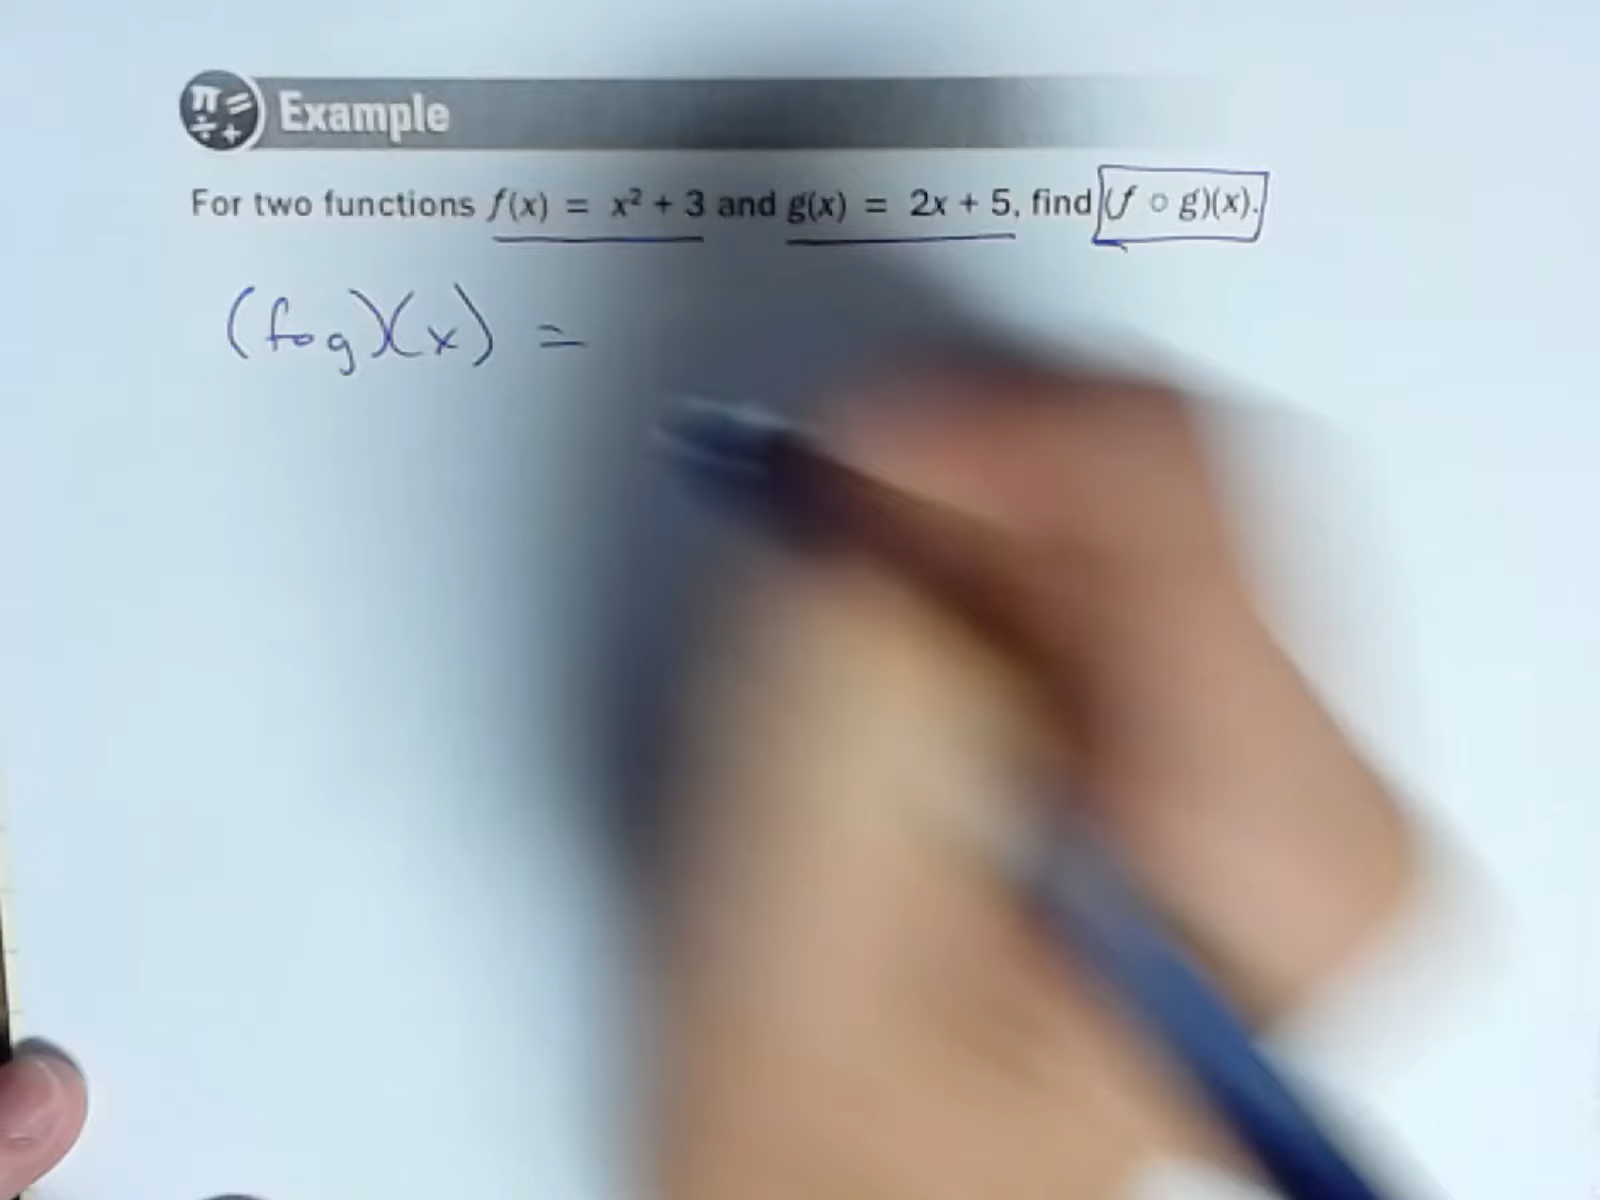 π = ÷ + Example
For two functions f(x) = x² + 3 and g(x) = 2x + 5, find (f ∘ g)(x).
(f∘g)(x) =